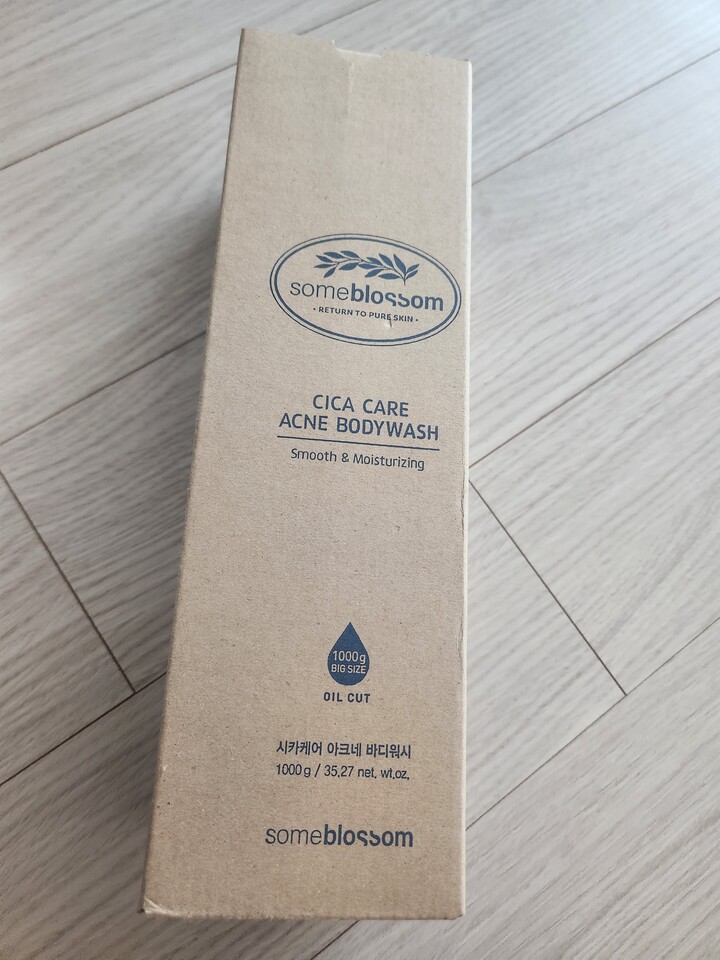 someblossom
• RETURN TO PURE SKIN •
CICA CARE
ACNE BODYWASH
Smooth & Moisturizing
1000g
BIG SIZE
OIL CUT
시카케어 아크네 바디워시
1000g / 35.27 net. wt.oz.
someblossom